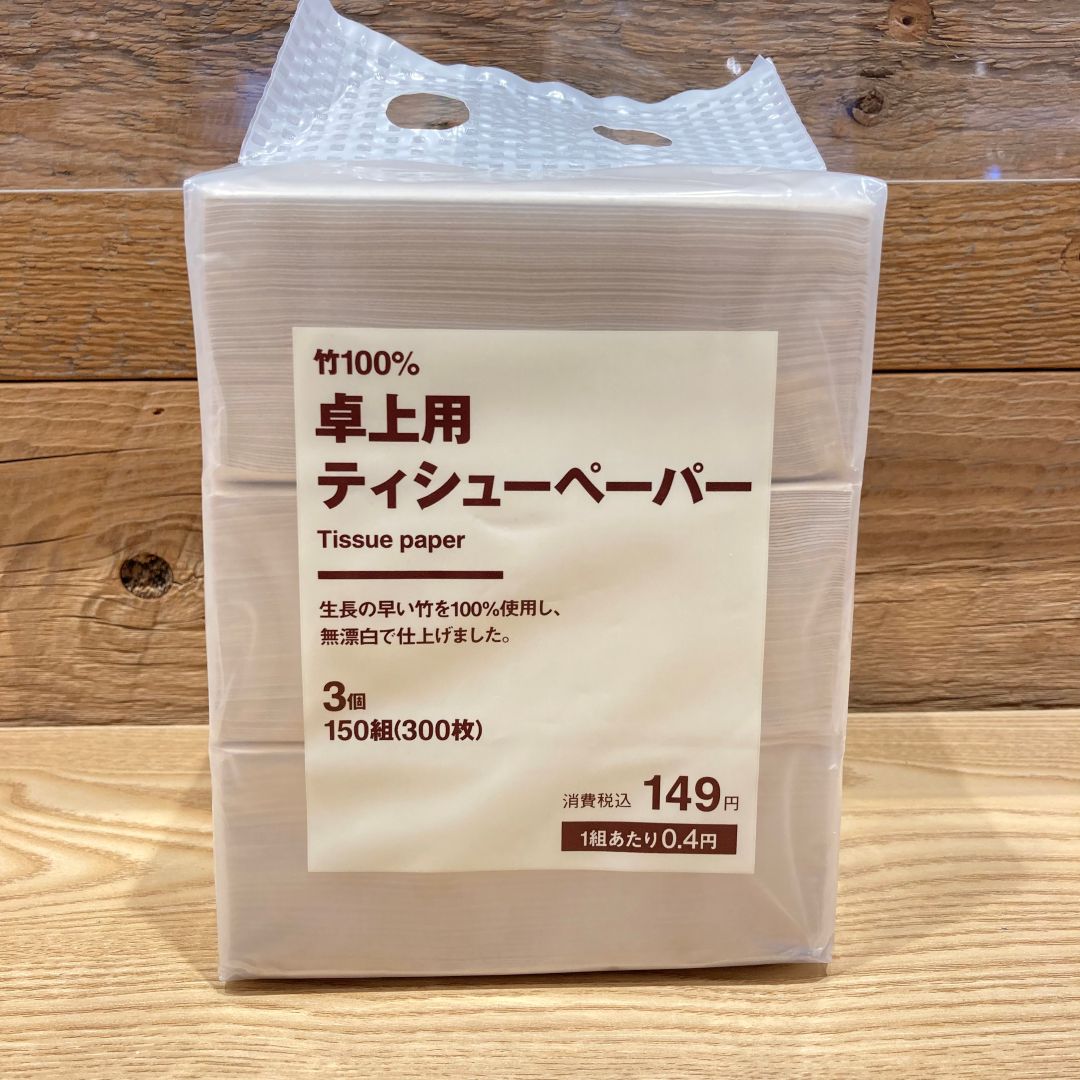 竹100%
卓上用
ティシューペーパー
Tissue paper
生長の早い竹を100%使用し、
無漂白で仕上げました。
3個
150組(300枚)
消費税込 149円
1組あたり0.4円